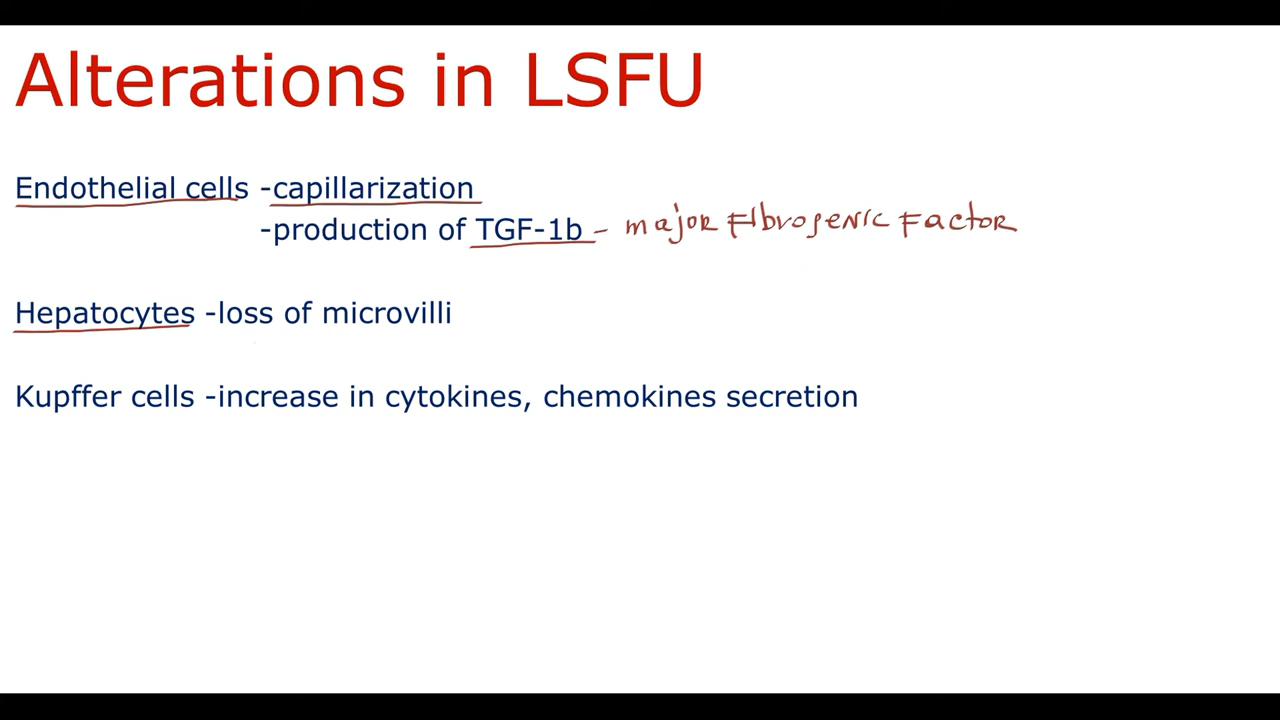 Alterations in LSFU
Endothelial cells -capillarization
-production of TGF-1b - major Fibrogenic Factor
Hepatocytes -loss of microvilli
Kupffer cells -increase in cytokines, chemokines secretion